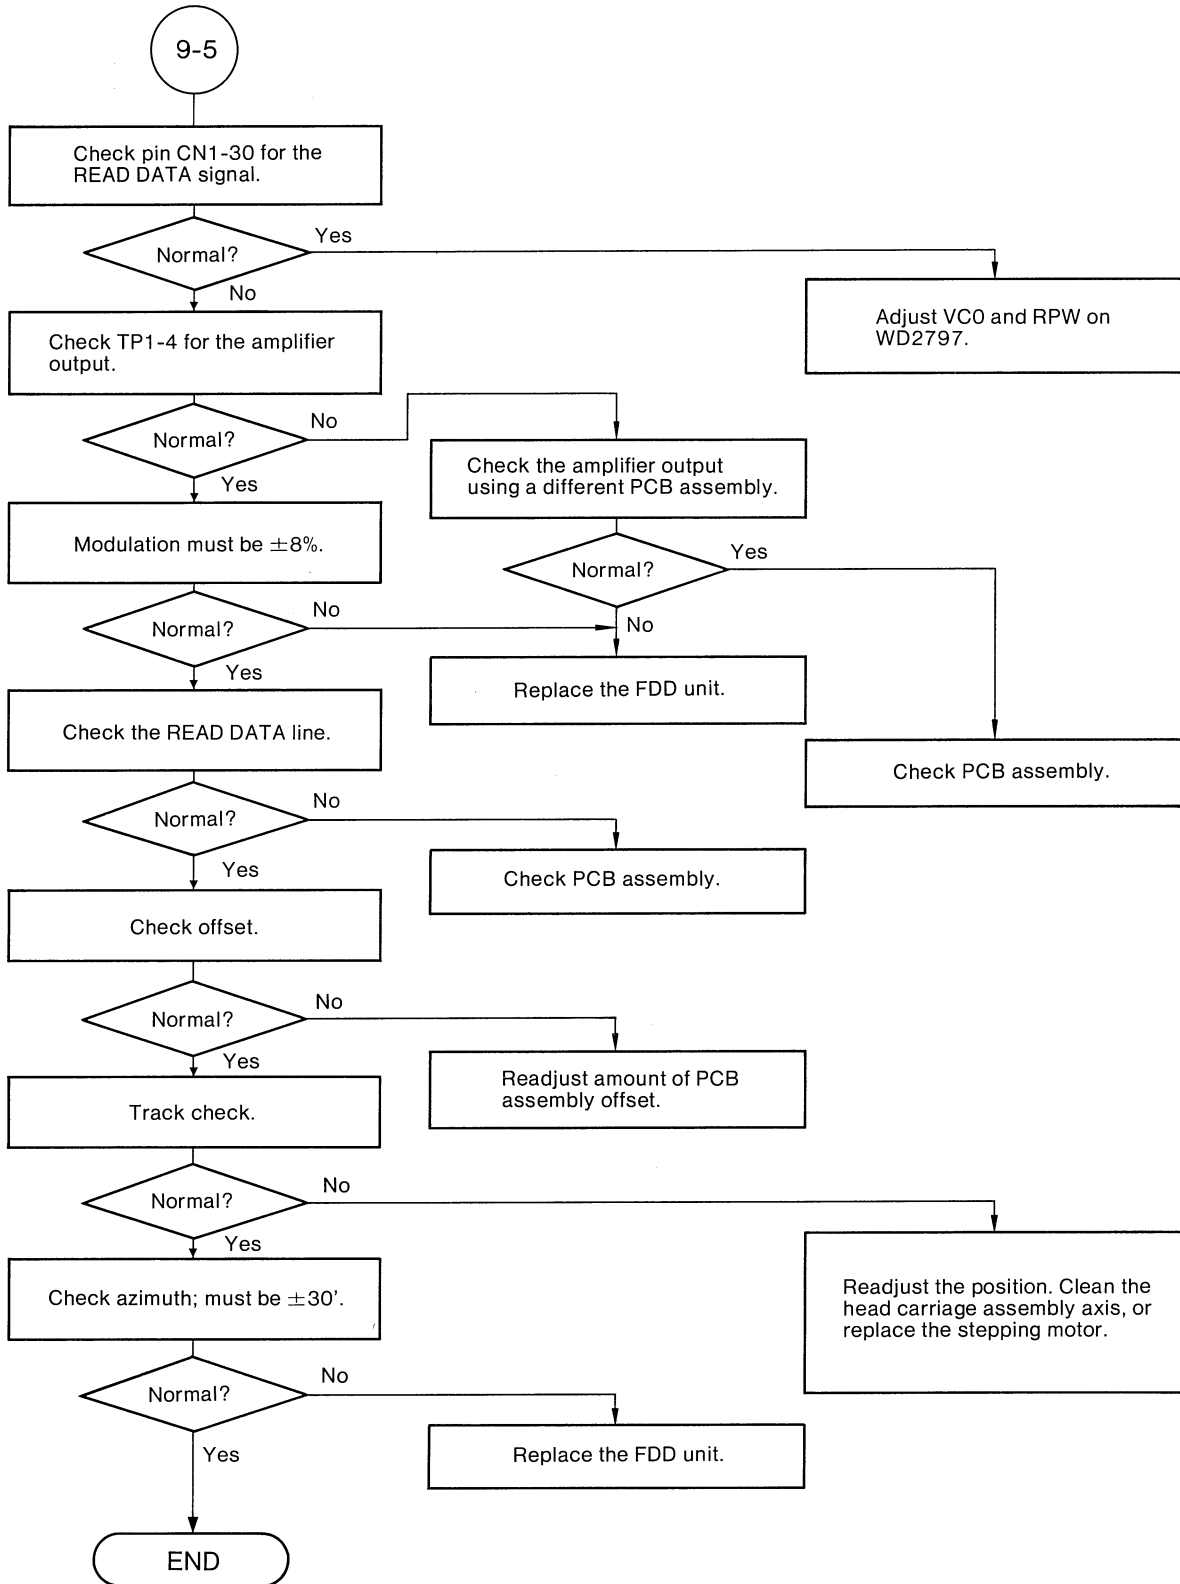 9-5
Check pin CN1-30 for the
READ DATA signal.
Normal?
Yes
No
Adjust VC0 and RPW on
WD2797.
Check TP1-4 for the amplifier
output.
Normal?
No
Yes
Check the amplifier output
using a different PCB assembly.
Modulation must be ±8%.
Normal?
Yes
No
Normal?
No
Yes
Replace the FDD unit.
Check the READ DATA line.
Check PCB assembly.
Normal?
No
Yes
Check PCB assembly.
Check offset.
Normal?
No
Yes
Readjust amount of PCB
assembly offset.
Track check.
Normal?
No
Yes
Readjust the position. Clean the
head carriage assembly axis, or
replace the stepping motor.
Check azimuth; must be ±30'.
Normal?
No
Yes
Replace the FDD unit.
END